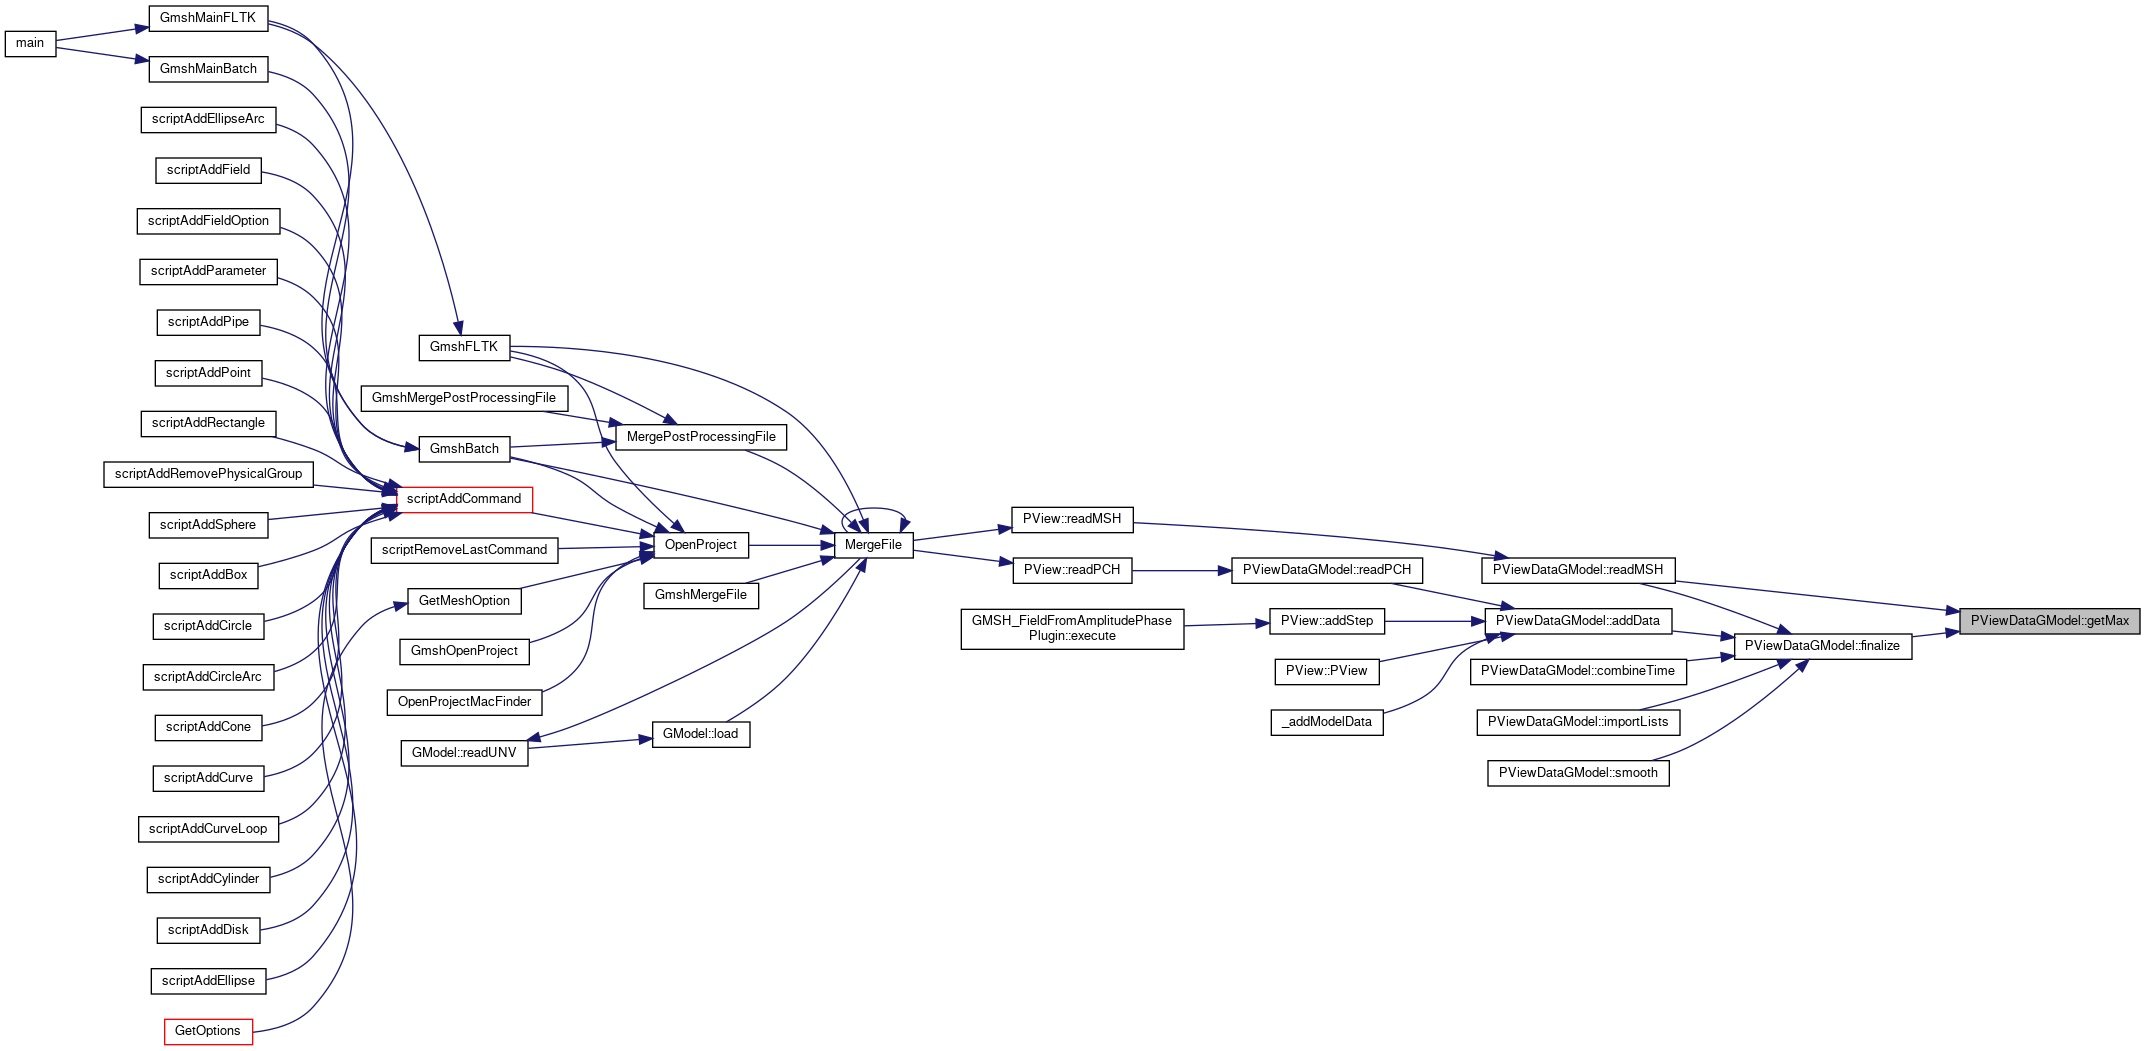 main
GmshMainFLTK
GmshMainBatch
scriptAddEllipseArc
scriptAddField
scriptAddFieldOption
scriptAddParameter
scriptAddPipe
scriptAddPoint
scriptAddRectangle
scriptAddRemovePhysicalGroup
scriptAddSphere
scriptAddBox
scriptAddCircle
scriptAddCircleArc
scriptAddCone
scriptAddCurve
scriptAddCurveLoop
scriptAddCylinder
scriptAddDisk
scriptAddEllipse
GetOptions
GmshFLTK
GmshMergePostProcessingFile
GmshBatch
scriptAddCommand
scriptRemoveLastCommand
GetMeshOption
GmshOpenProject
OpenProjectMacFinder
GModel::readUNV
MergePostProcessingFile
OpenProject
GmshMergeFile
GModel::load
MergeFile
PView::readMSH
PView::readPCH
GMSH_FieldFromAmplitudePhase
Plugin::execute
PViewDataGModel::readPCH
PView::addStep
PView::PView
_addModelData
PViewDataGModel::readMSH
PViewDataGModel::addData
PViewDataGModel::combineTime
PViewDataGModel::importLists
PViewDataGModel::smooth
PViewDataGModel::finalize
PViewDataGModel::getMax